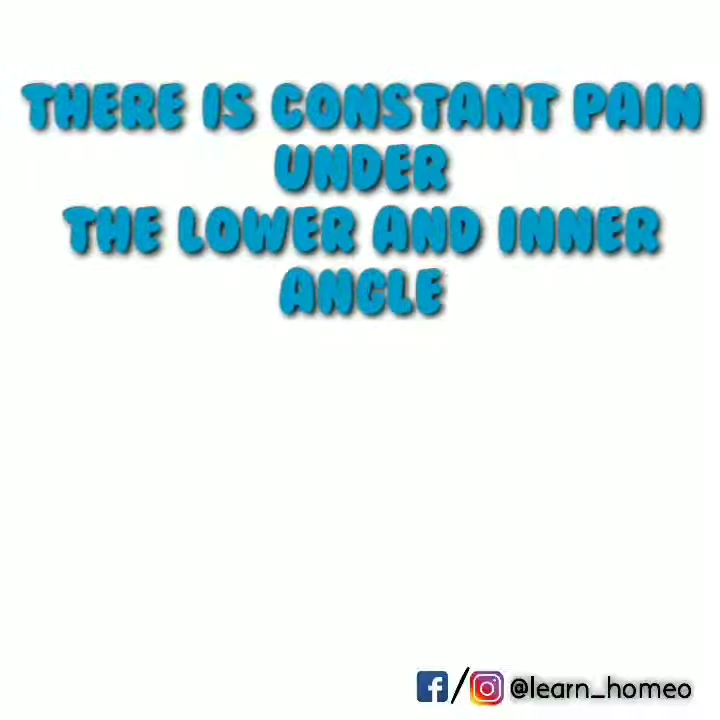 THERE IS CONSTANT PAIN
UNDER
THE LOWER AND INNER
ANGLE
@learn_homeo